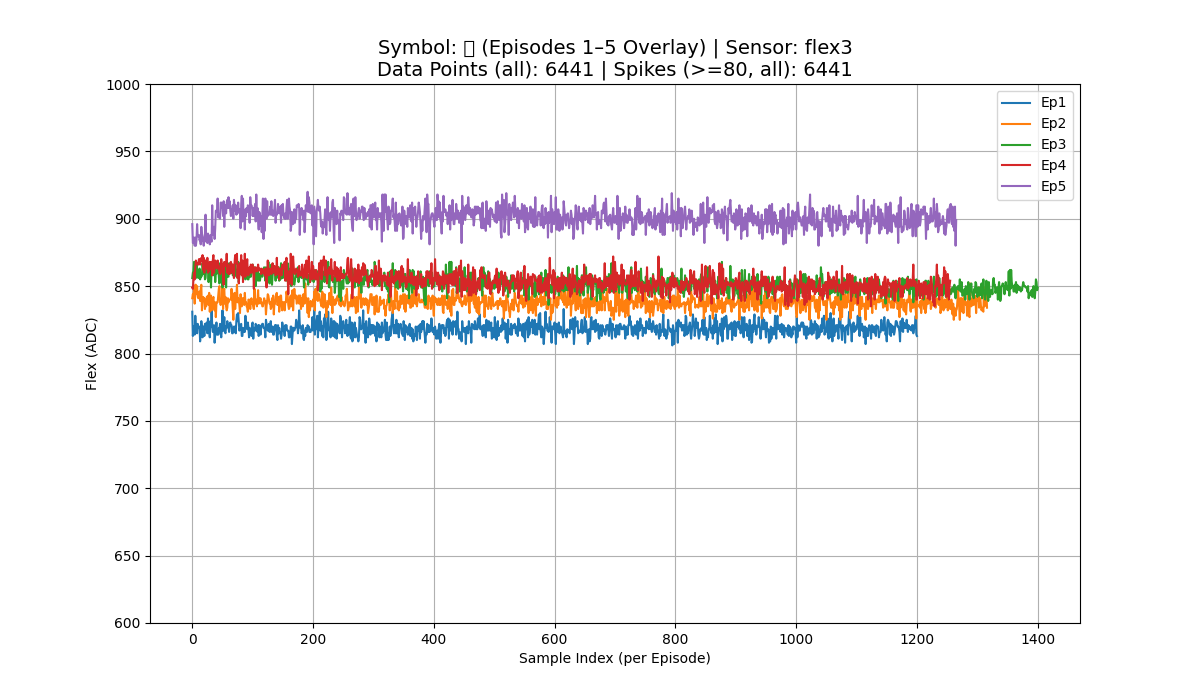 Symbol: (Episodes 1–5 Overlay) | Sensor: flex3
Data Points (all): 6441 | Spikes (>=80, all): 6441
1000
950
900
850
800
750
700
650
600
Flex (ADC)
Ep1
Ep2
Ep3
Ep4
Ep5
0
200
400
600
800
1000
1200
1400
Sample Index (per Episode)